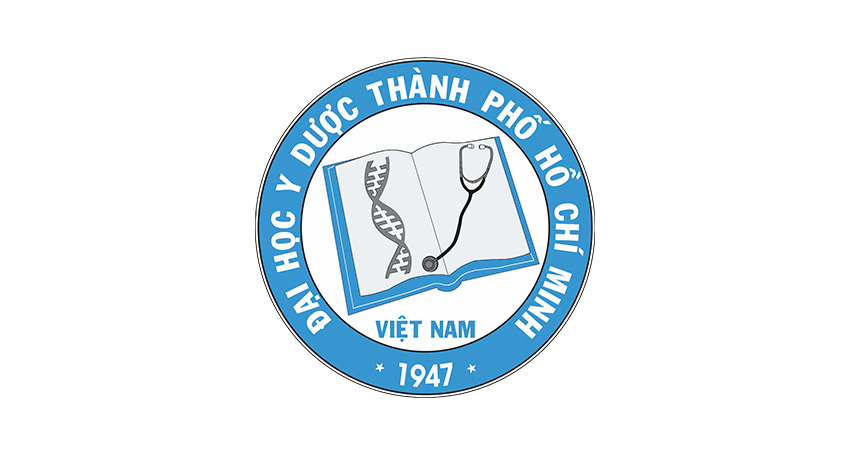 ĐẠI HỌC Y DƯỢC THÀNH PHỐ HỒ CHÍ MINH
VIỆT NAM
* 1947 *